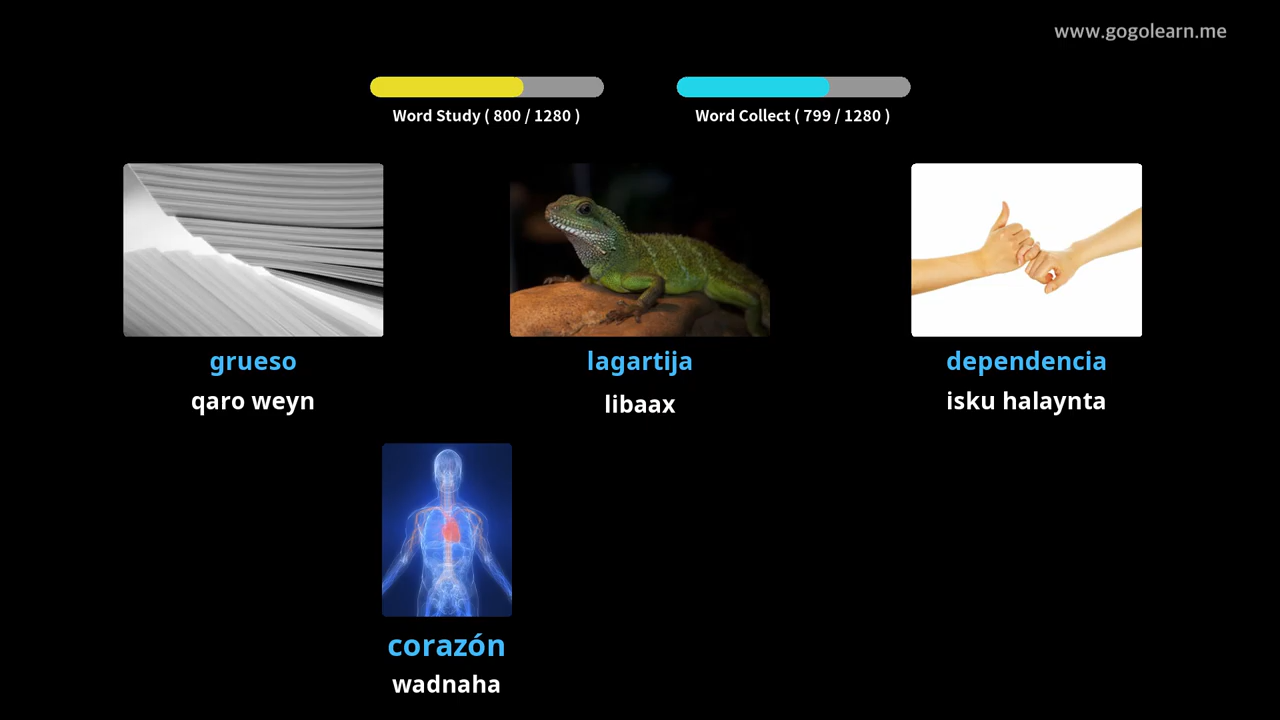 www.gogolearn.me
Word Study ( 800 / 1280 )
Word Collect ( 799 / 1280 )
grueso
qaro weyn
lagartija
libaax
dependencia
isku halaynta
corazón
wadnaha